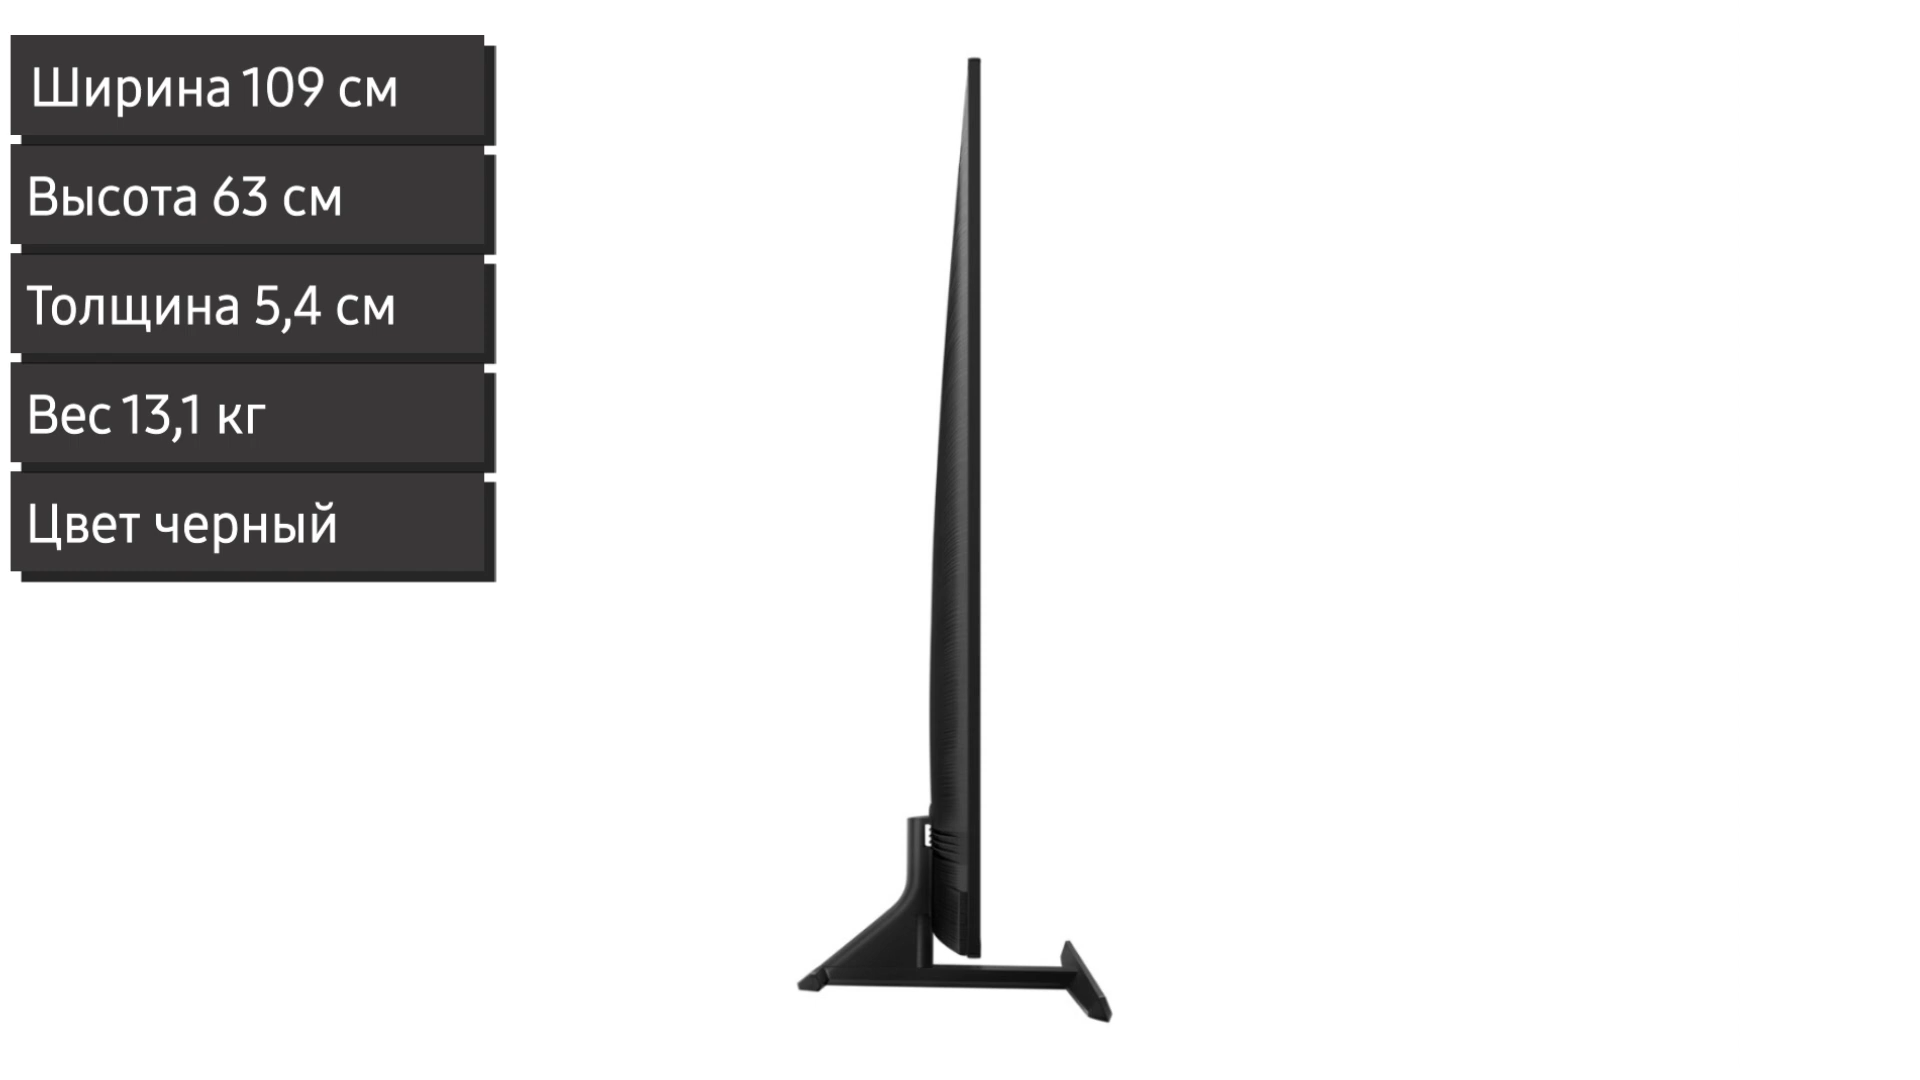 Ширина 109 см
Высота 63 см
Толщина 5,4 см
Вес 13,1 кг
Цвет черный